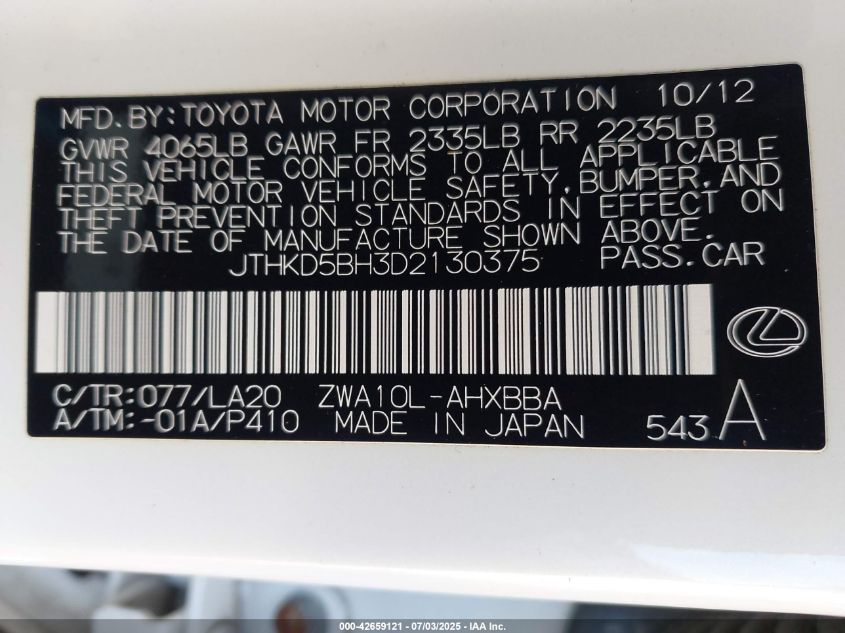 MFD.BY:TOYOTA MOTOR CORPORATION 10/12
GVWR 4065LB GAWR FR 2335LB RR 2235LB
THIS VEHICLE CONFORMS TO ALL APPLICABLE
FEDERAL MOTOR VEHICLE SAFETY,BUMPER,AND
THEFT PREVENTION STANDARDS IN EFFECT ON
THE DATE OF MANUFACTURE SHOWN ABOVE.
JTHKD5BH3D2130375 PASS.CAR
C/TR:077/LA20 ZWA10L-AHXBBA
A/TM:-01A/P410 MADE IN JAPAN 543 A
000-42659121 - 07/03/2025 - IAA Inc.